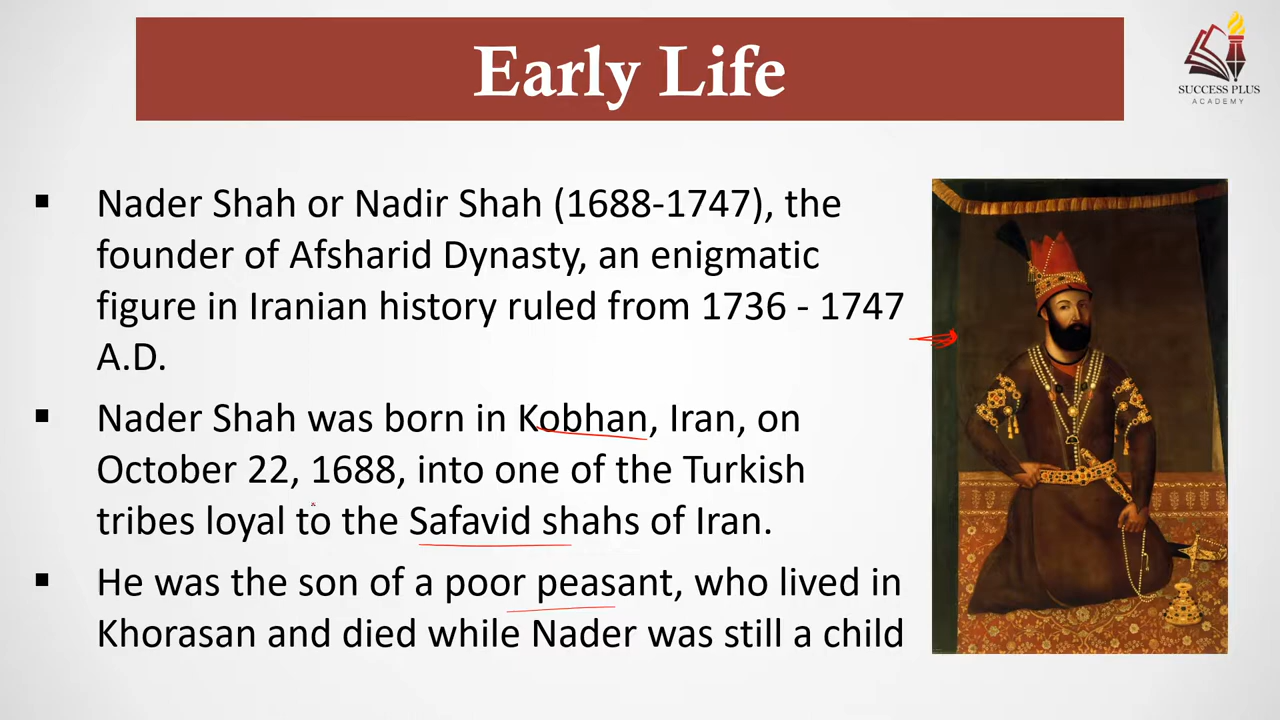 Early Life
SUCCESS PLUS
ACADEMY
Nader Shah or Nadir Shah (1688-1747), the
founder of Afsharid Dynasty, an enigmatic
figure in Iranian history ruled from 1736 - 1747
A.D.
Nader Shah was born in Kobhan, Iran, on
October 22, 1688, into one of the Turkish
tribes loyal to the Safavid shahs of Iran.
He was the son of a poor peasant, who lived in
Khorasan and died while Nader was still a child